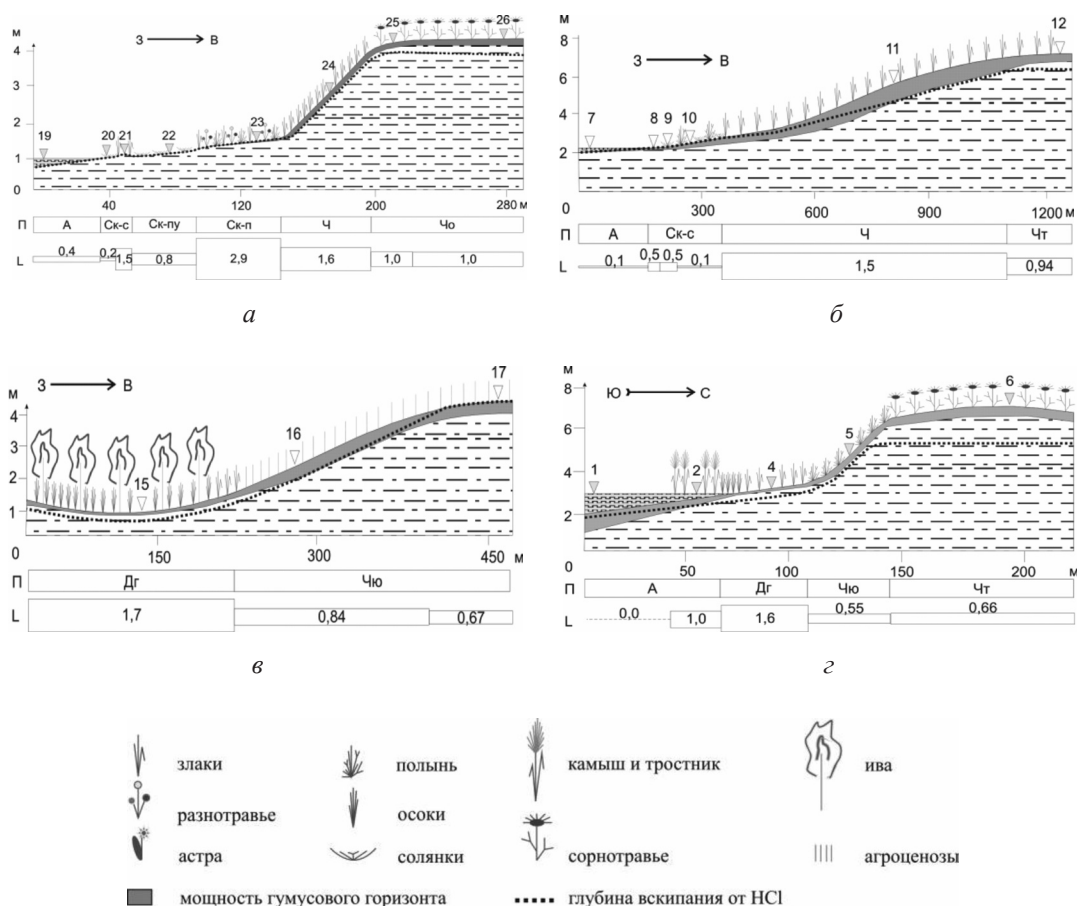 м
З В
4
3
2
1
0
19 20 21 22 23 24 25 26
40 120 200 280 м
П А Ск-с Ск-пу Ск-п Ч Чо
L 0,4 0,2 1,5 0,8 2,9 1,6 1,0 1,0
а
м
З В
8
6
4
2
0
7 8 9 10 11 12
300 600 900 1200 м
П А Ск-с Ч Чт
L 0,1 0,5 0,5 0,1 1,5 0,94
б
м
З В
4
3
2
1
0
15 16 17
150 300 450 м
П Дг Чю
L 1,7 0,84 0,67
в
м
Ю С
8
6
4
2
0
1 2 4 5 6
50 100 150 200 м
П А Дг Чю Чт
L 0,0 1,0 1,6 0,55 0,66
г
злаки полынь камыш и тростник ива
разнотравье осоки
астра солянки сорнотравье агроценозы
мощность гумусового горизонта глубина вскипания от HCl